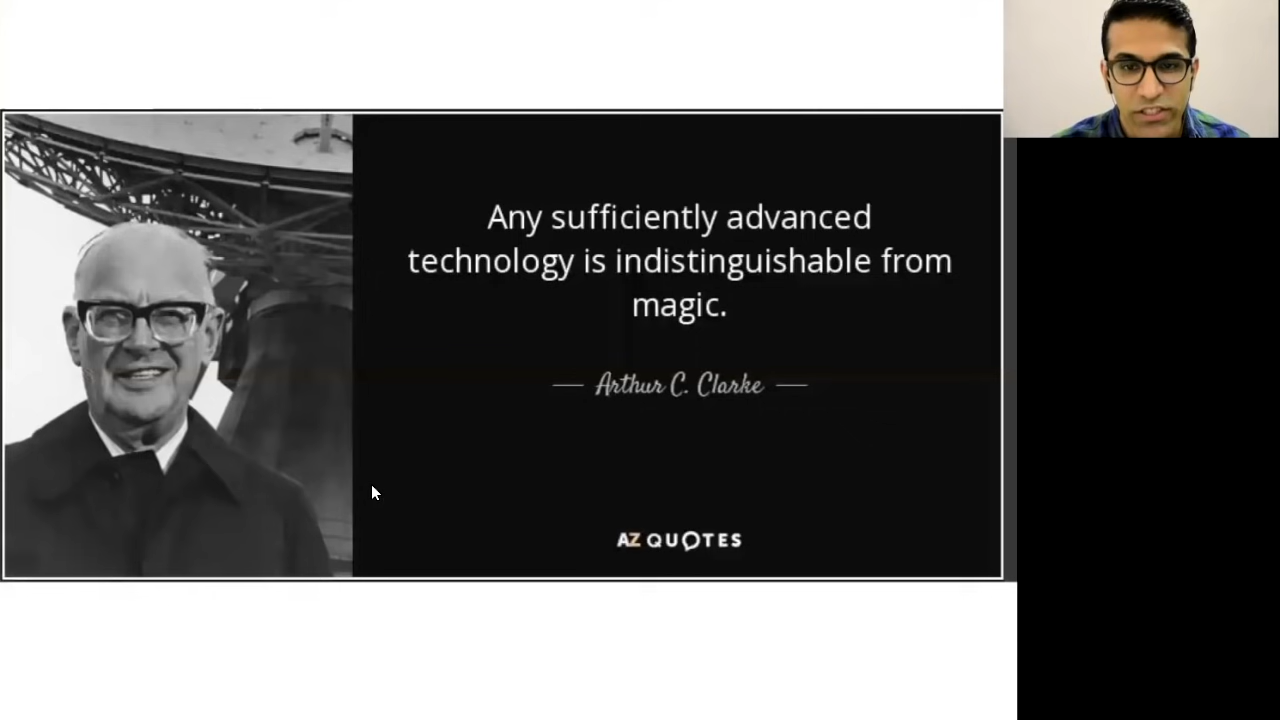 Any sufficiently advanced
technology is indistinguishable from
magic.
Arthur C. Clarke
AZ QUOTES